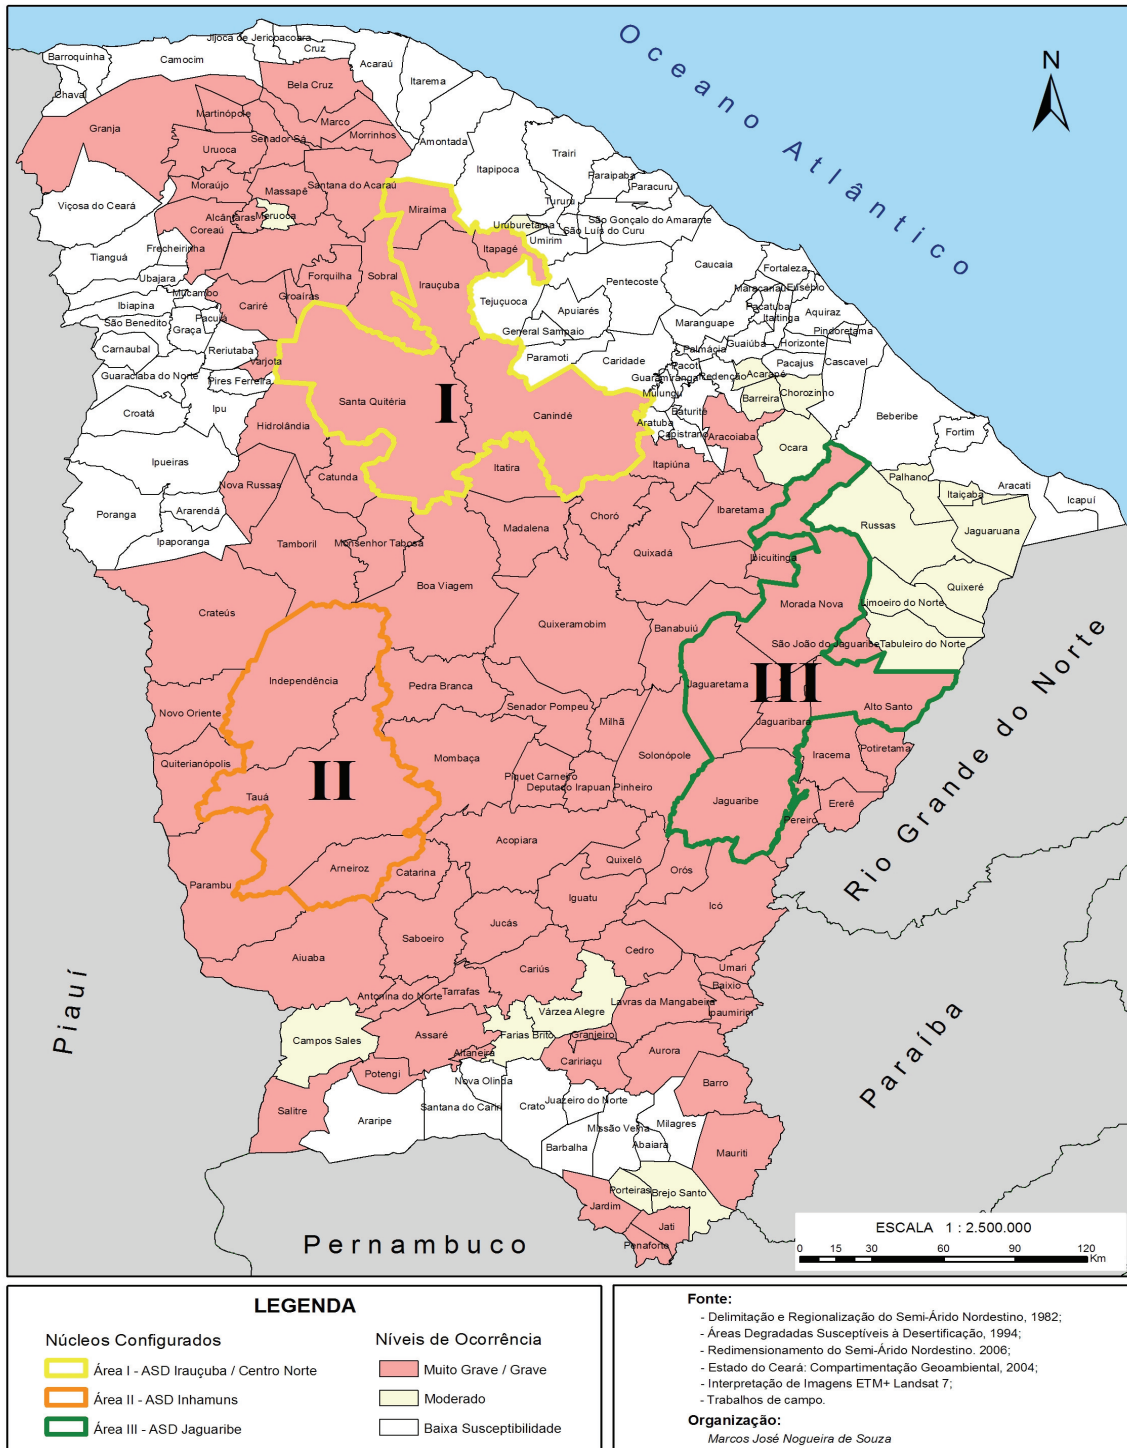 Oceano Atlântico
N
Jijoca de Jericoacoara
Cruz
Barroquinha
Camocim
Acaraú
Itarema
Chaval
Bela Cruz
Granja
Martinópole
Marco
Senador Sá
Morrinhos
Amontada
Uruoca
Itapipoca
Trairi
Paraipaba
Paracuru
Moraújo
Massapê
Santana do Acaraú
Viçosa do Ceará
Miraíma
Tururu
São Gonçalo do Amarante
Alcântaras
Meruoca
Uruburetama
São Luís do Curu
Coreaú
Umirim
Frecheirinha
Itapagé
Tianguá
Caucaia
Fortaleza
Ubajara
Forquilha
Sobral
Irauçuba
Pentecoste
Maracanaú
Eusébio
Mucambo
Groaíras
Tejuçuoca
Ibiapina
Cariré
Apuiarés
Pacatuba
Itaitinga
Aquiraz
São Benedito
Pacujá
Maranguape
Graça
General Sampaio
Guaiúba
Horizonte
Pindoretama
Carnaubal
Reriutaba
Paramoti
Caridade
Palmácia
Pacajus
Cascavel
Varjota
Pacoti
Guaraciaba do Norte
Pires Ferreira
Guaramiranga
Redenção
Acarapé
Mulungu
Barreira
Chorozinho
Santa Quitéria
I
Canindé
Croatá
Ipu
Baturité
Beberibe
Aratuba
Capistrano
Aracoiaba
Fortim
Hidrolândia
Ocara
Ipueiras
Itatira
Itapiúna
Catunda
Nova Russas
Palhano
Aracati
Itaiçaba
Icapuí
Poranga
Ararendá
Ibaretama
Choró
Russas
Madalena
Jaguaruana
Ipaporanga
Tamboril
Monsenhor Tabosa
Quixadá
Ibicuitinga
Boa Viagem
Quixeré
Crateús
Morada Nova
Limoeiro do Norte
Quixeramobim
Banabuiú
São João do Jaguaribe
Tabuleiro do Norte
Independência
Pedra Branca
Jaguaretama
III
Senador Pompeu
Alto Santo
Novo Oriente
Milhã
Jaguaribara
Quiterianópolis
Mombaça
Solonópole
Iracema
Potiretama
II
Piquet Carneiro
Deputado Irapuan Pinheiro
Tauá
Jaguaribe
Ererê
Pereiro
Acopiara
Quixelô
Arneiroz
Catarina
Orós
Parambu
Iguatu
Icó
Jucás
Saboeiro
Aiuaba
Cedro
Cariús
Umari
Baixio
Antonina do Norte
Tarrafas
Lavras da Mangabeira
Ipaumirim
Várzea Alegre
Campos Sales
Assaré
Farias Brito
Granjeiro
Altaneira
Caririaçu
Aurora
Potengi
Nova Olinda
Barro
Salitre
Araripe
Santana do Cariri
Crato
Juazeiro do Norte
Missão Velha
Milagres
Abaiara
Barbalha
Mauriti
Porteiras
Brejo Santo
Jardim
Jati
Penaforte
Rio Grande do Norte
Paraíba
Piauí
Pernambuco
ESCALA 1 : 2.500.000
0 15 30 60 90 120
Km
LEGENDA
Núcleos Configurados
Área I - ASD Irauçuba / Centro Norte
Área II - ASD Inhamuns
Área III - ASD Jaguaribe
Níveis de Ocorrência
Muito Grave / Grave
Moderado
Baixa Susceptibilidade
Fonte:
- Delimitação e Regionalização do Semi-Árido Nordestino, 1982;
- Áreas Degradadas Susceptíveis à Desertificação, 1994;
- Redimensionamento do Semi-Árido Nordestino. 2006;
- Estado do Ceará: Compartimentação Geoambiental, 2004;
- Interpretação de Imagens ETM+ Landsat 7;
- Trabalhos de campo.
Organização:
Marcos José Nogueira de Souza